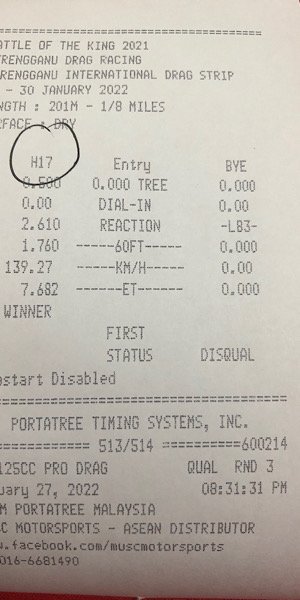 ==============================
ATTLE OF THE KING 2021
RENGGANU DRAG RACING
RENGGANU INTERNATIONAL DRAG STRIP
- 30 JANUARY 2022
NGTH : 201M - 1/8 MILES
RFACE : DRY
H17 Entry BYE
0.500 0.000 TREE 0.000
0.00 DIAL-IN 0.00
2.610 REACTION -L83-
1.760 -----60FT----- 0.000
139.27 ------KM/H----- 0.00
7.682 -------ET------ 0.000
WINNER
FIRST
STATUS DISQUAL
start Disabled
==============================
PORTATREE TIMING SYSTEMS, INC.
========== 513/514 ==========600214
125CC PRO DRAG QUAL RND 3
uary 27, 2022 08:31:31 PM
M PORTATREE MALAYSIA
C MOTORSPORTS - ASEAN DISTRIBUTOR
w.facebook.com/muscmotorsports
016-6681490